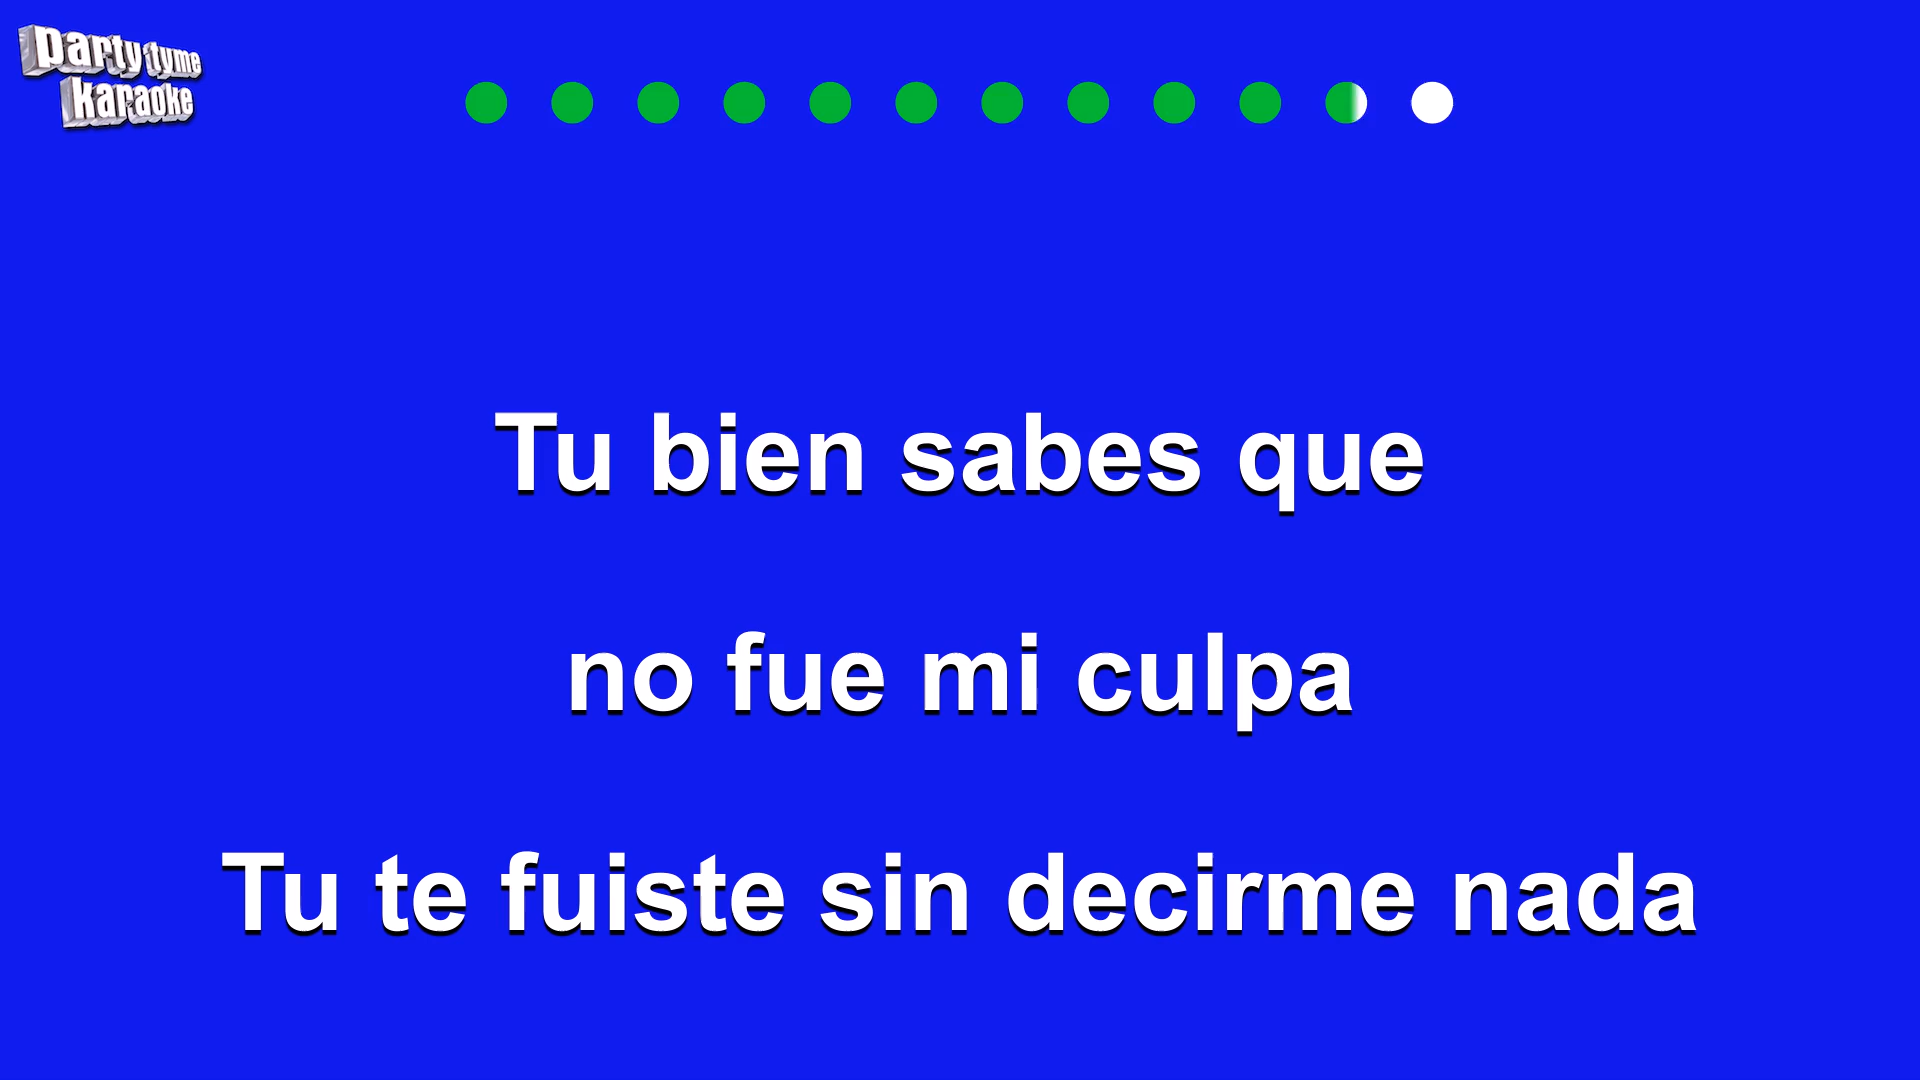 party tyme
karaoke
Tu bien sabes que
no fue mi culpa
Tu te fuiste sin decirme nada